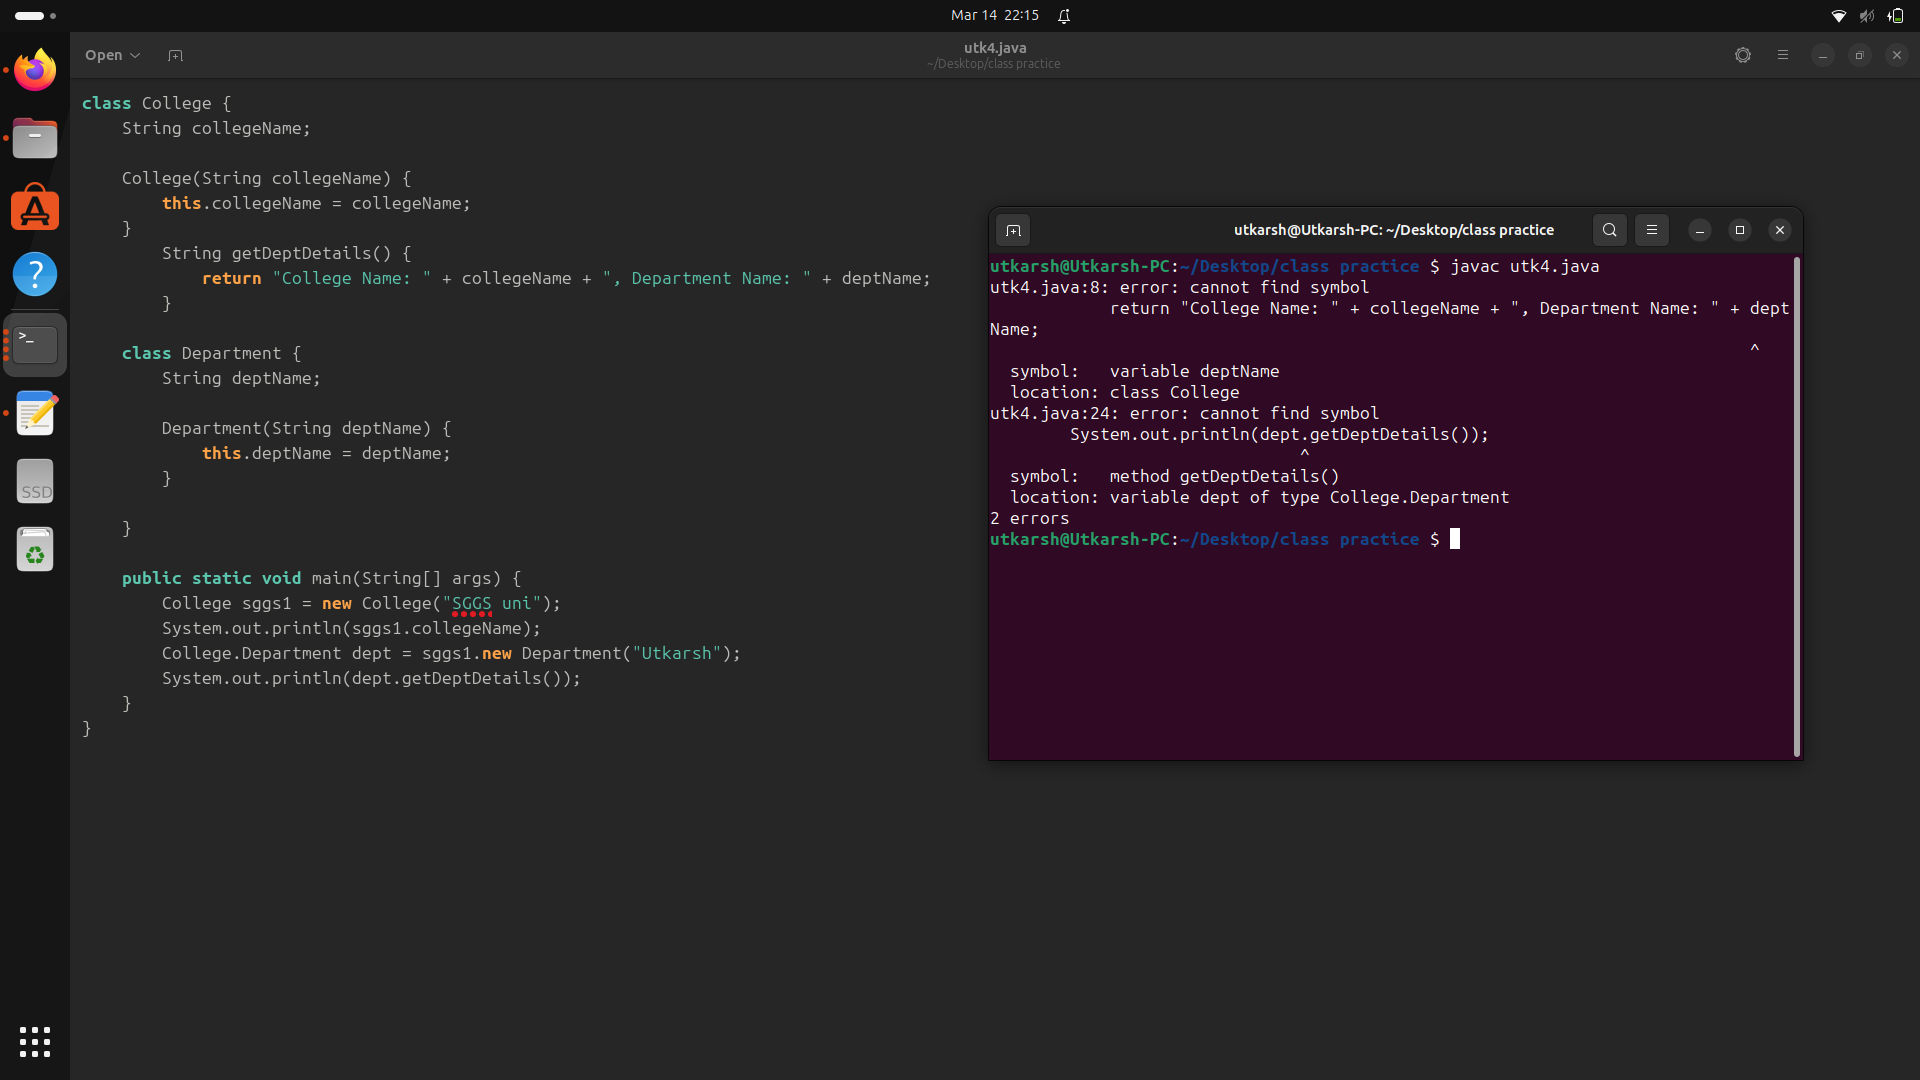 Mar 14 22:15
Open
utk4.java
~/Desktop/class practice
class College {
    String collegeName;

    College(String collegeName) {
        this.collegeName = collegeName;
    }
        String getDeptDetails() {
            return "College Name: " + collegeName + ", Department Name: " + deptName;
        }

    class Department {
        String deptName;

        Department(String deptName) {
            this.deptName = deptName;
        }

    }

    public static void main(String[] args) {
        College sggs1 = new College("SGGS uni");
        System.out.println(sggs1.collegeName);
        College.Department dept = sggs1.new Department("Utkarsh");
        System.out.println(dept.getDeptDetails());
    }
}
utkarsh@Utkarsh-PC: ~/Desktop/class practice
utkarsh@Utkarsh-PC:~/Desktop/class practice $ javac utk4.java
utk4.java:8: error: cannot find symbol
            return "College Name: " + collegeName + ", Department Name: " + dept
Name;
                                                                            ^
  symbol:   variable deptName
  location: class College
utk4.java:24: error: cannot find symbol
        System.out.println(dept.getDeptDetails());
                               ^
  symbol:   method getDeptDetails()
  location: variable dept of type College.Department
2 errors
utkarsh@Utkarsh-PC:~/Desktop/class practice $
>_
?
SSD